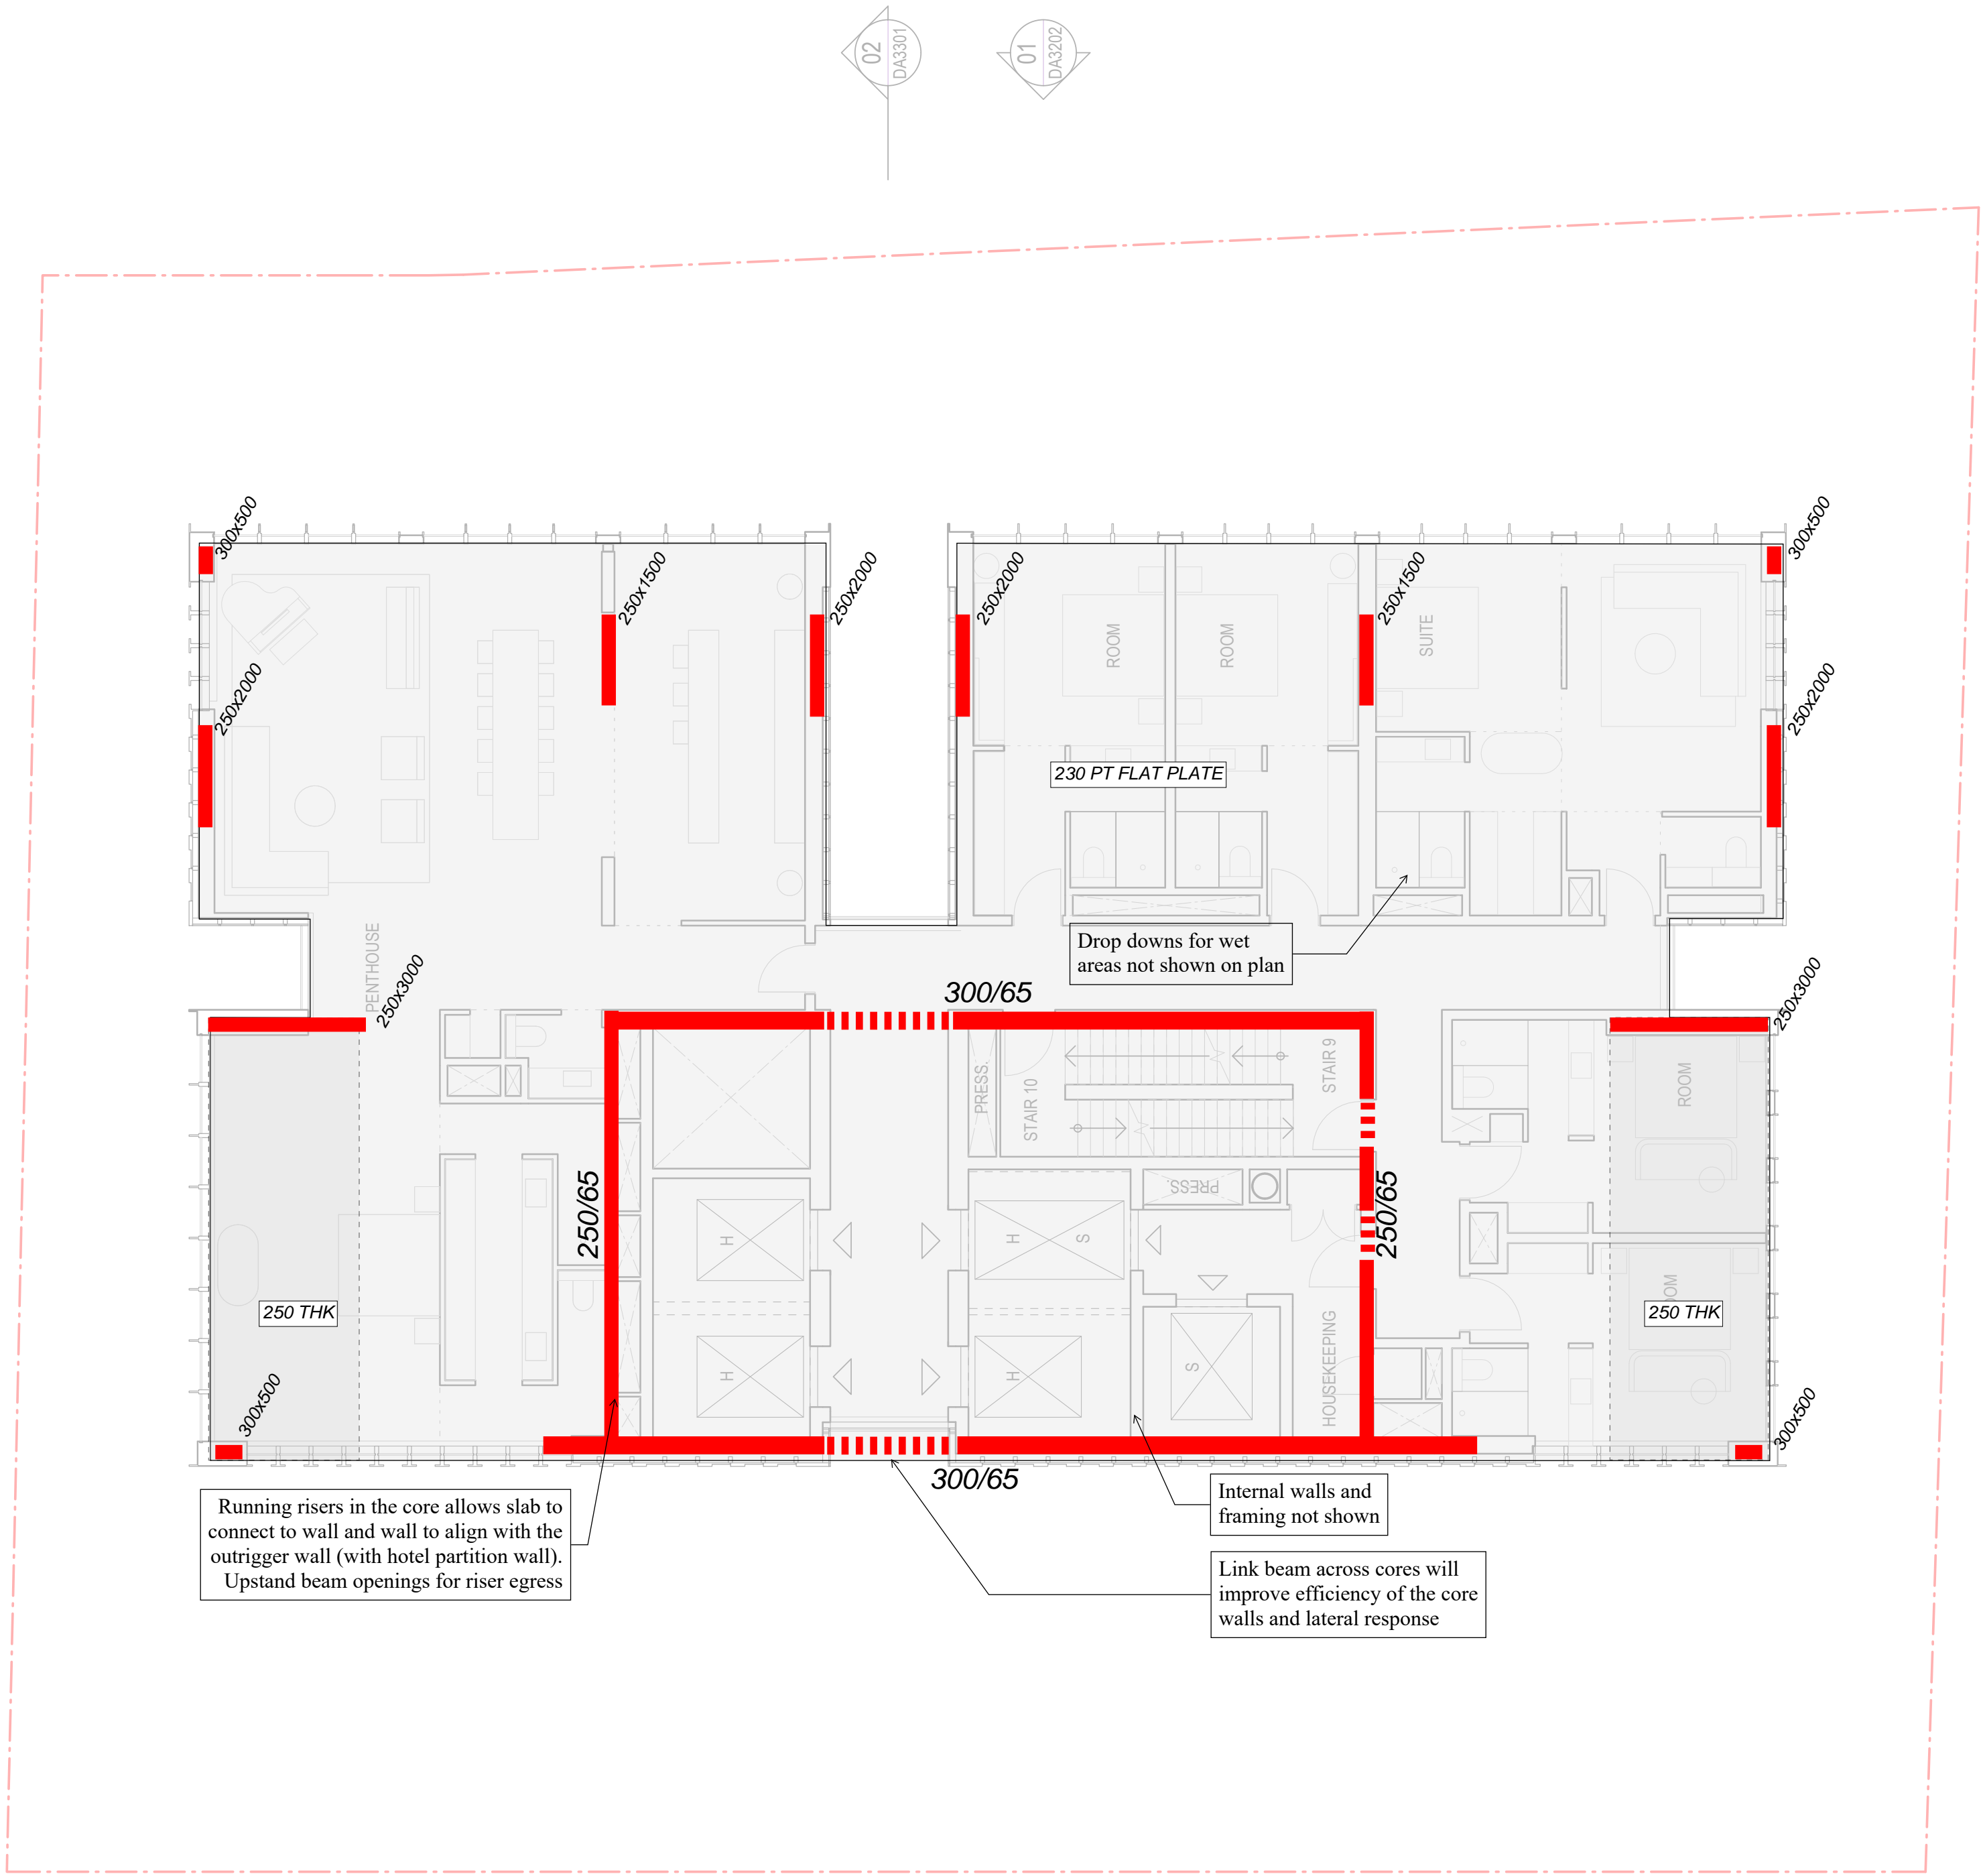 02
DA3301
01
DA3202
300x500
300x500
250x1500
250x2000
250x2000
250x1500
ROOM
ROOM
SUITE
250x2000
250x2000
230 PT FLAT PLATE
PENTHOUSE
Drop downs for wet
areas not shown on plan
250x3000
250x3000
300/65
PRESS.
STAIR 10
STAIR 9
ROOM
PRESS.
250/65
250/65
H
H
S
250 THK
ROOM
250 THK
H
H
S
HOUSEKEEPING
300x500
300x500
300/65
Running risers in the core allows slab to
connect to wall and wall to align with the
outrigger wall (with hotel partition wall).
Upstand beam openings for riser egress
Internal walls and
framing not shown
Link beam across cores will
improve efficiency of the core
walls and lateral response